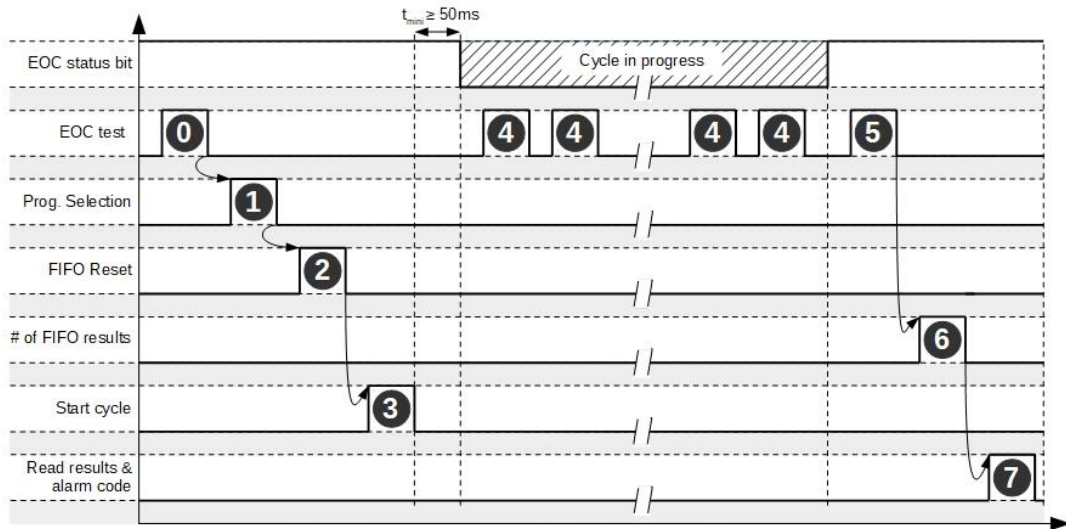 t mini ≥ 50ms
EOC status bit
Cycle in progress
EOC test
0
4
4
4
4
5
Prog. Selection
1
FIFO Reset
2
# of FIFO results
6
Start cycle
3
Read results &
alarm code
7